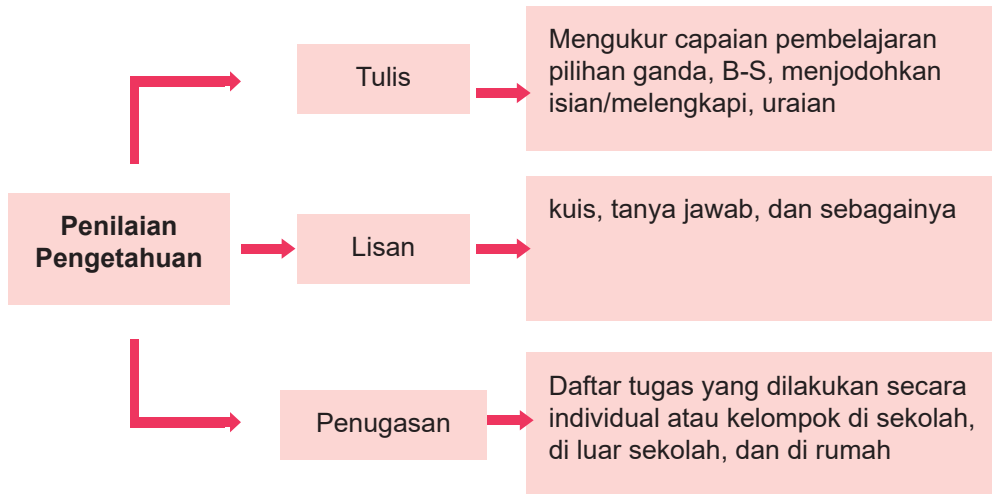 Penilaian
Pengetahuan
Tulis
Mengukur capaian pembelajaran
pilihan ganda, B-S, menjodohkan
isian/melengkapi, uraian
Lisan
kuis, tanya jawab, dan sebagainya
Penugasan
Daftar tugas yang dilakukan secara
individual atau kelompok di sekolah,
di luar sekolah, dan di rumah